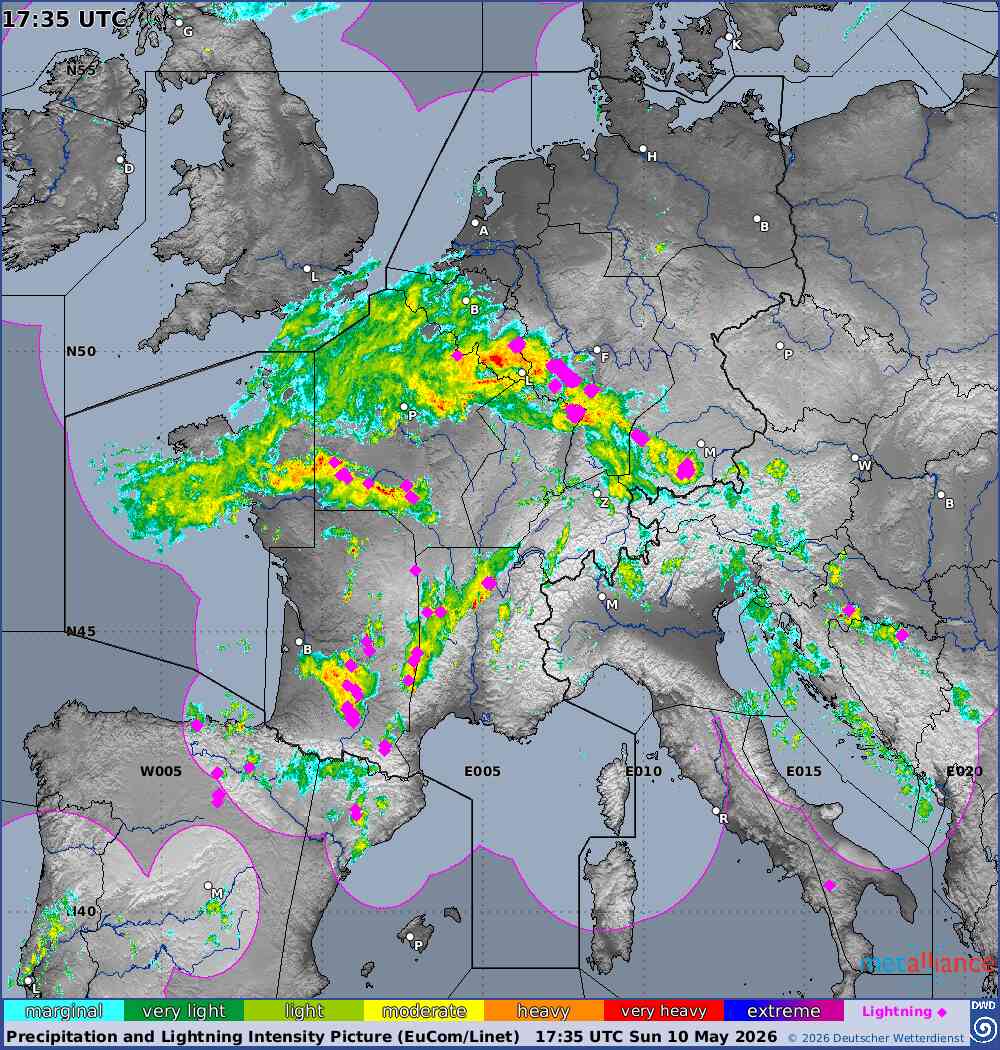 17:35 UTC
G
K
N55
D
H
A
B
L
B
N50
F
P
L
P
M
W
Z
B
M
N45
B
W005
E005
E010
E015
E020
R
M
N40
P
L
metalliance
marginal
very light
light
moderate
heavy
very heavy
extreme
Lightning ◆
DWD
Precipitation and Lightning Intensity Picture (EuCom/Linet) 17:35 UTC Sun 10 May 2026 © 2026 Deutscher Wetterdienst